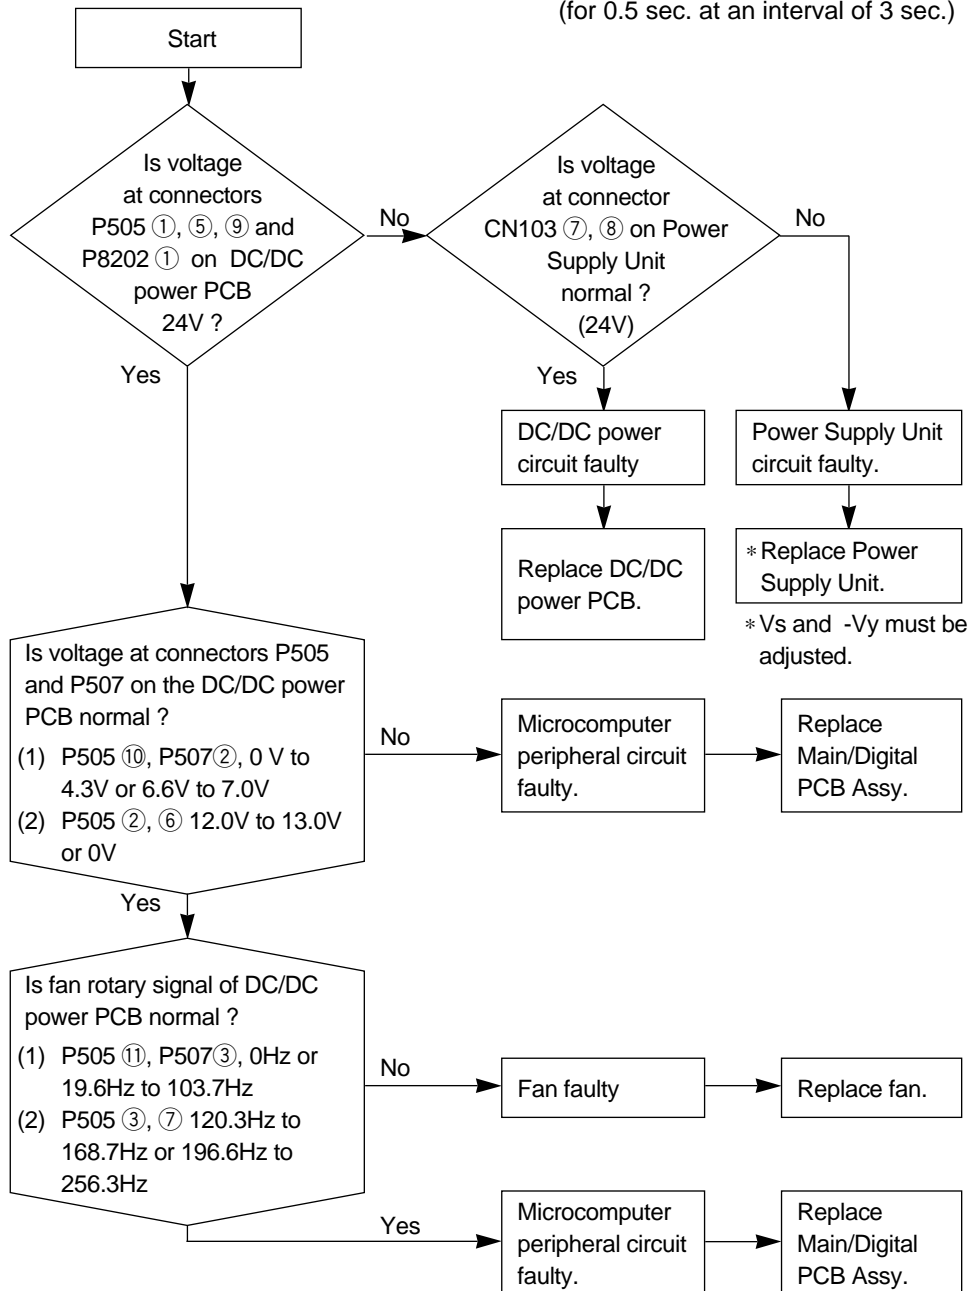 (for 0.5 sec. at an interval of 3 sec.)
Start
Is voltage
at connectors
P505 ①, ⑤, ⑨ and
P8202 ① on DC/DC
power PCB
24V ?
No
Yes
Is voltage
at connector
CN103 ⑦, ⑧ on Power
Supply Unit
normal ?
(24V)
No
Yes
DC/DC power
circuit faulty
Power Supply Unit
circuit faulty.
Replace DC/DC
power PCB.
*Replace Power
Supply Unit.
*Vs and -Vy must be
adjusted.
Is voltage at connectors P505
and P507 on the DC/DC power
PCB normal ?
(1) P505 ⑩, P507②, 0 V to
4.3V or 6.6V to 7.0V
(2) P505 ②, ⑥ 12.0V to 13.0V
or 0V
No
Microcomputer
peripheral circuit
faulty.
Replace
Main/Digital
PCB Assy.
Yes
Is fan rotary signal of DC/DC
power PCB normal ?
(1) P505 ⑪, P507③, 0Hz or
19.6Hz to 103.7Hz
(2) P505 ③, ⑦ 120.3Hz to
168.7Hz or 196.6Hz to
256.3Hz
No
Fan faulty
Replace fan.
Yes
Microcomputer
peripheral circuit
faulty.
Replace
Main/Digital
PCB Assy.